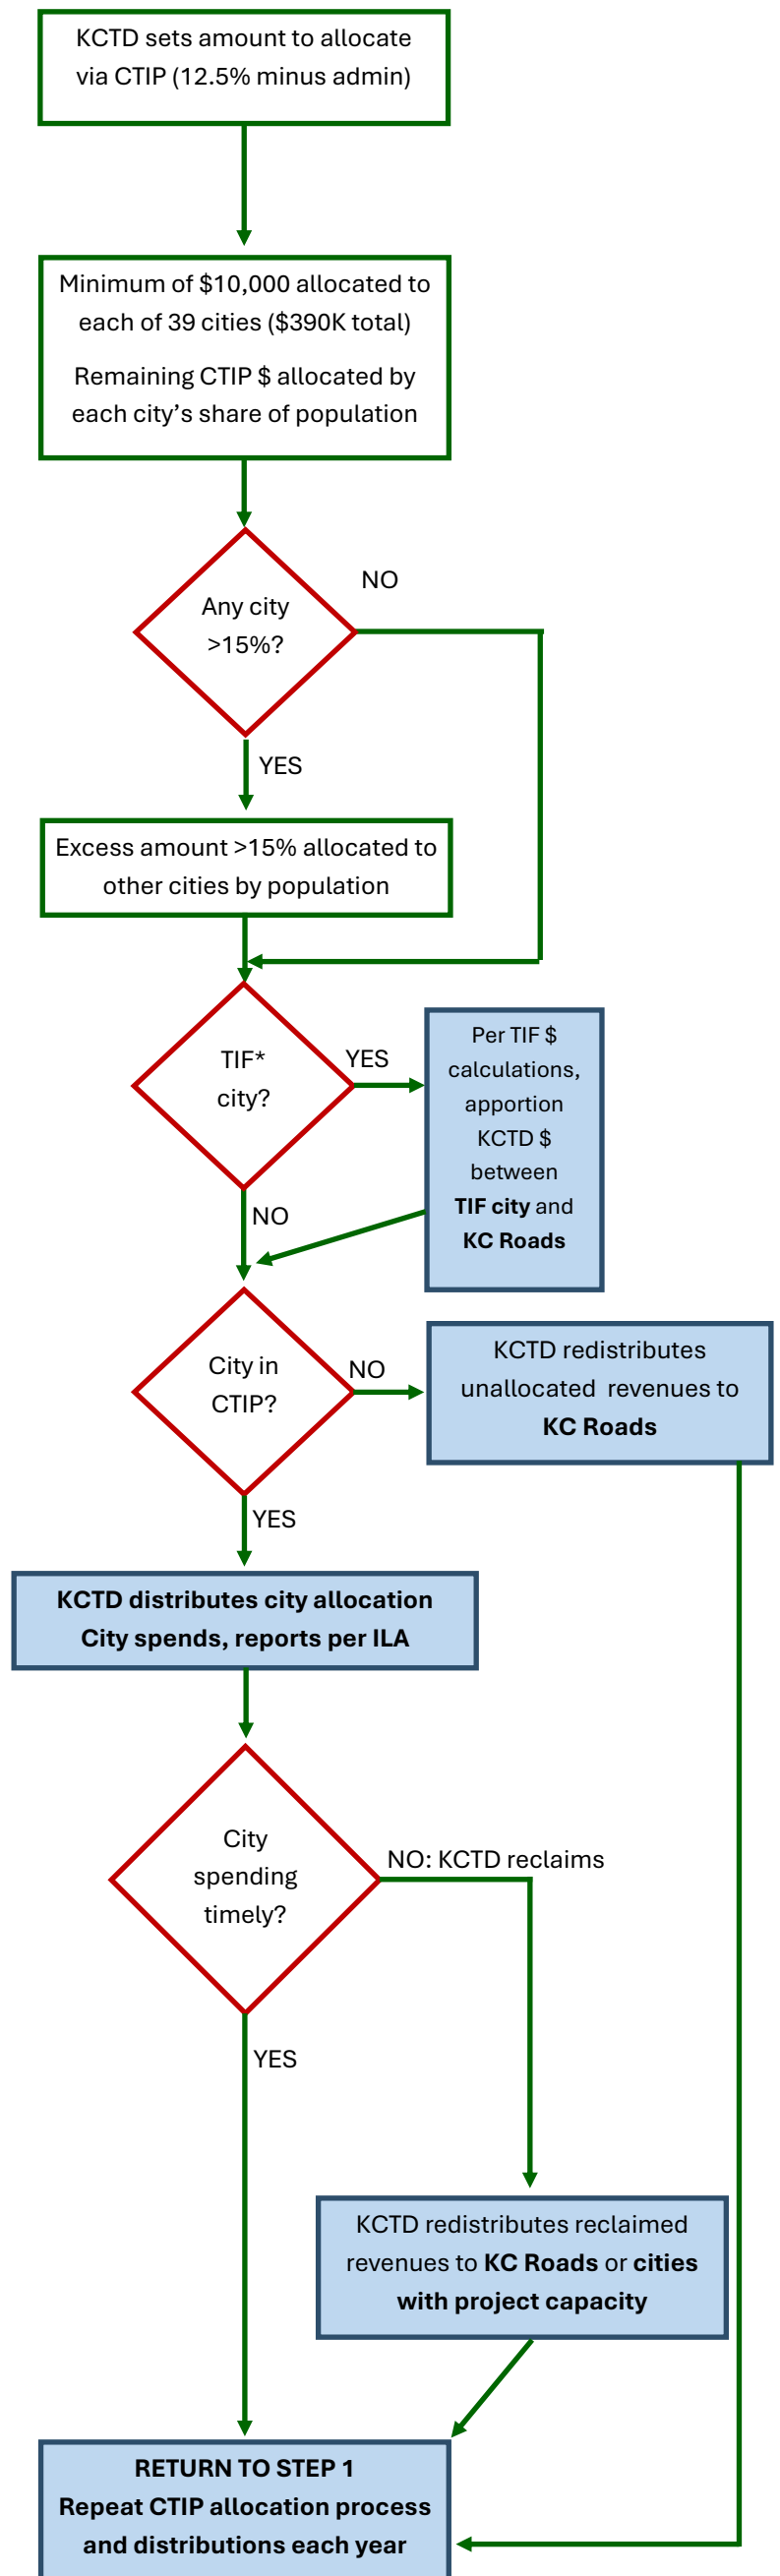 KCTD sets amount to allocate
via CTIP (12.5% minus admin)
Minimum of $10,000 allocated to
each of 39 cities ($390K total)
Remaining CTIP $ allocated by
each city’s share of population
Any city
>15%?
NO
YES
Excess amount >15% allocated to
other cities by population
TIF*
city?
YES
Per TIF $
calculations,
apportion
KCTD $
between
TIF city and
KC Roads
NO
City in
CTIP?
NO
KCTD redistributes
unallocated revenues to
KC Roads
YES
KCTD distributes city allocation
City spends, reports per ILA
City
spending
timely?
NO: KCTD reclaims
YES
KCTD redistributes reclaimed
revenues to KC Roads or cities
with project capacity
RETURN TO STEP 1
Repeat CTIP allocation process
and distributions each year